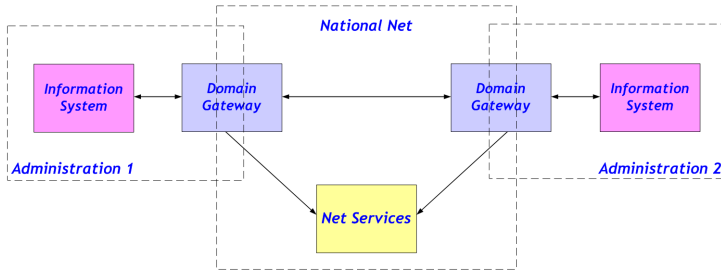 National Net
Information
System
Domain
Gateway
Domain
Gateway
Information
System
Administration 1
Administration 2
Net Services